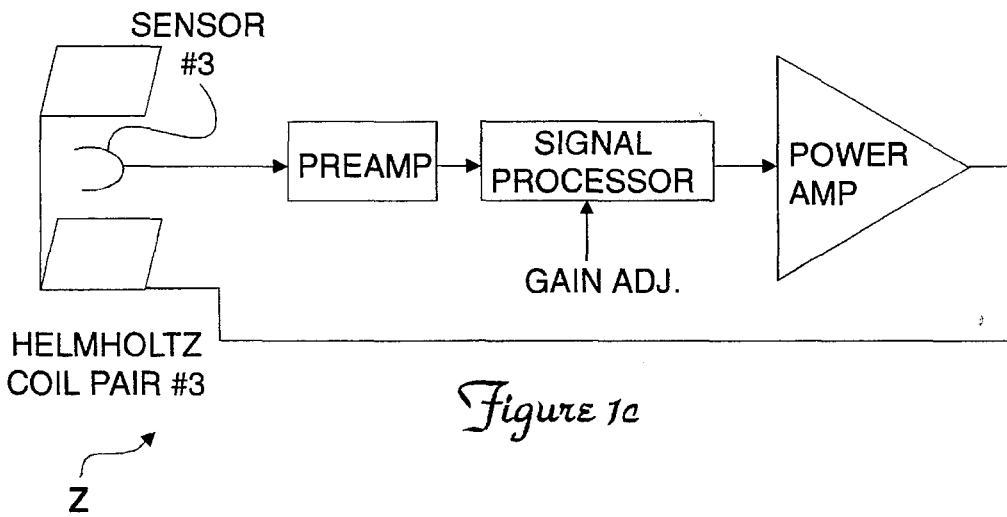 SENSOR
#3
PREAMP
SIGNAL
PROCESSOR
POWER
AMP
GAIN ADJ.
HELMHOLTZ
COIL PAIR #3
Figure 1c
Z